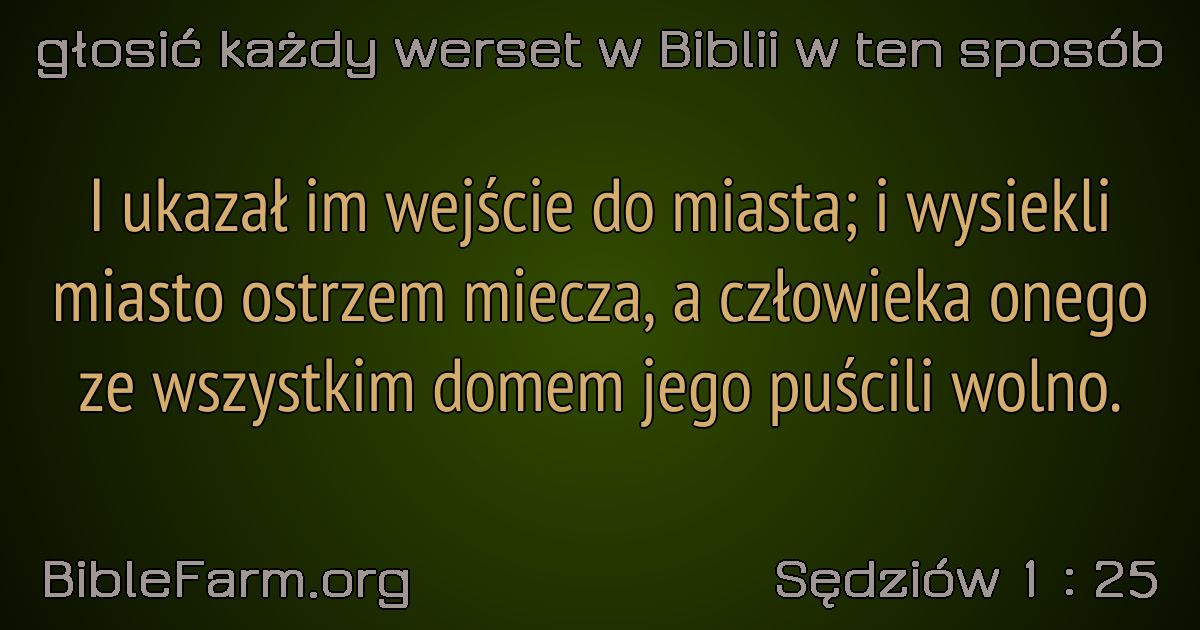 głosić każdy werset w Biblii w ten sposób
I ukazał im wejście do miasta; i wysiekli
miasto ostrzem miecza, a człowieka onego
ze wszystkim domem jego puścili wolno.
BibleFarm.org
Sędziów 1 : 25